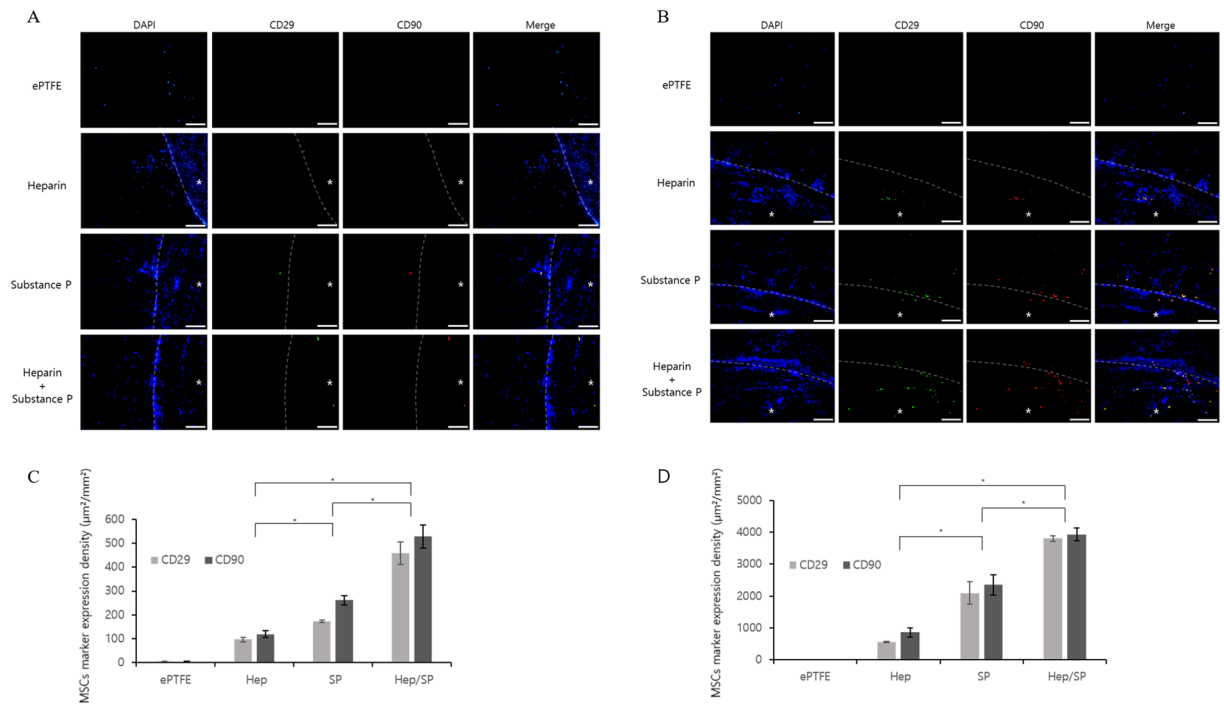 A
DAPI CD29 CD90 Merge
ePTFE
Heparin
*
*
*
*
Substance P
*
*
*
*
Heparin
+
Substance P
*
*
*
*
B
DAPI CD29 CD90 Merge
ePTFE
Heparin
*
*
*
*
Substance P
*
*
*
*
Heparin
+
Substance P
*
*
*
*
C
MSCs marker expression density (μm²/mm²)
600
500
400
300
200
100
0
CD29 CD90
*
*
*
ePTFE Hep SP Hep/SP
D
MSCs marker expression density (μm²/mm²)
5000
4000
3000
2000
1000
0
CD29 CD90
*
*
*
ePTFE Hep SP Hep/SP